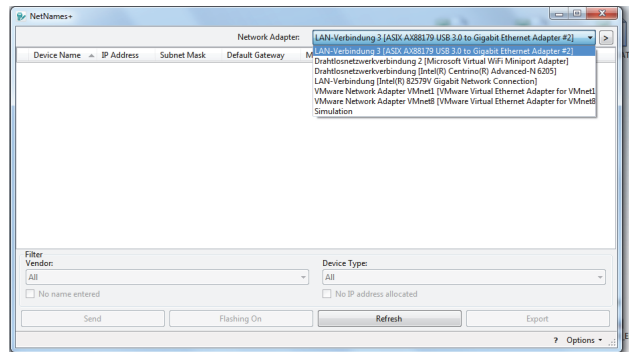 NetNames+
Network Adapter:
LAN-Verbindung 3 [ASIX AX88179 USB 3.0 to Gigabit Ethernet Adapter #2]
>
Device Name
IP Address
Subnet Mask
Default Gateway
M
LAN-Verbindung 3 [ASIX AX88179 USB 3.0 to Gigabit Ethernet Adapter #2]
Drahtlosnetzwerkverbindung 2 [Microsoft Virtual WiFi Miniport Adapter]
Drahtlosnetzwerkverbindung [Intel(R) Centrino(R) Advanced-N 6205]
LAN-Verbindung [Intel(R) 82579V Gigabit Network Connection]
VMware Network Adapter VMnet1 [VMware Virtual Ethernet Adapter for VMnet1
VMware Network Adapter VMnet8 [VMware Virtual Ethernet Adapter for VMnet8
Simulation
Filter
Vendor:
Device Type:
All
All
No name entered
No IP address allocated
Send
Flashing On
Refresh
Export
? Options